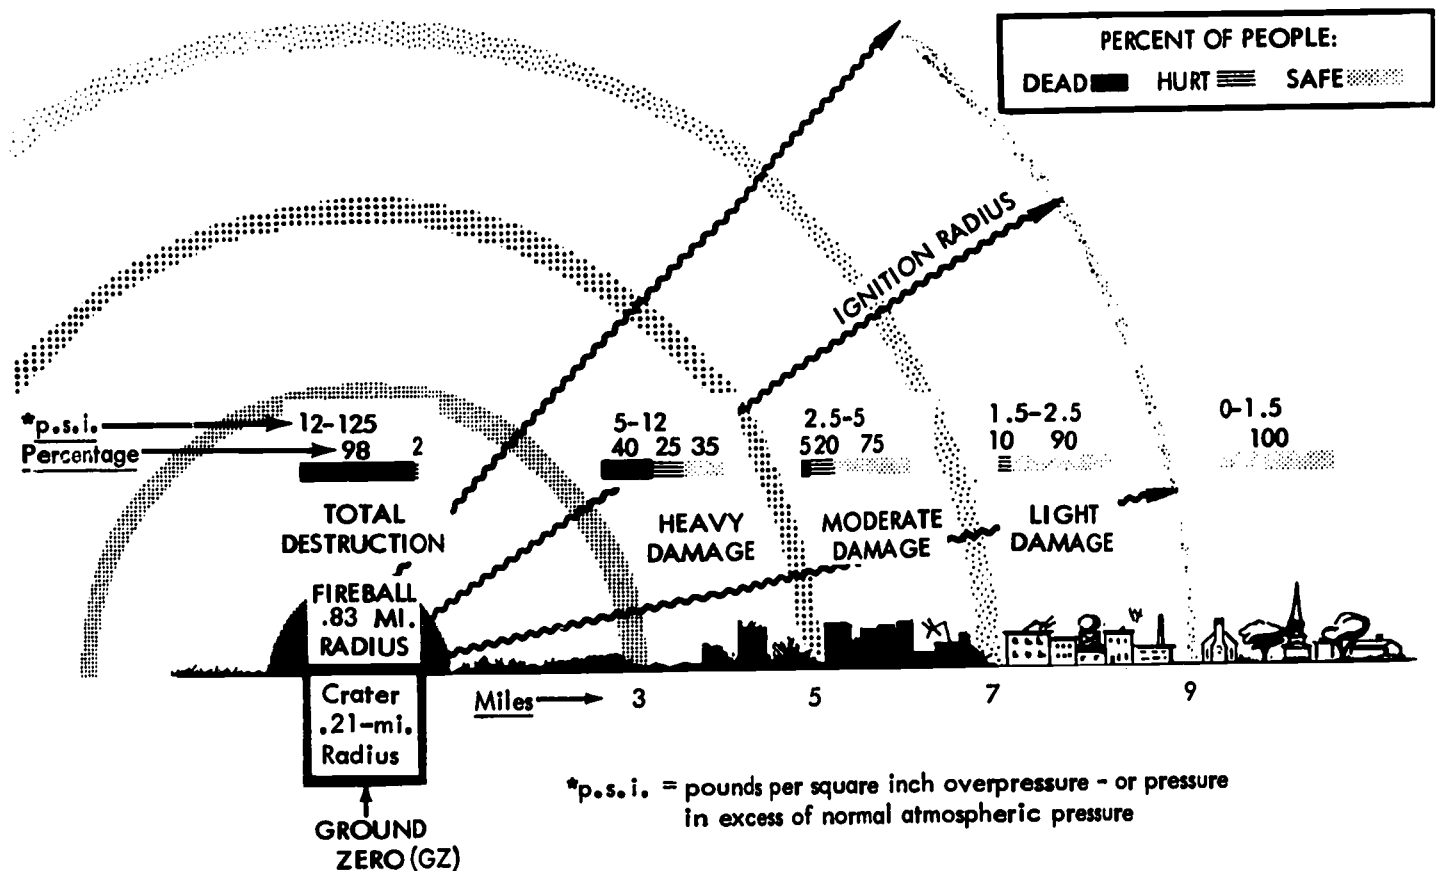 PERCENT OF PEOPLE:
DEAD HURT SAFE
IGNITION RADIUS
*p.s.i. 12-125 5-12 2.5-5 1.5-2.5 0-1.5
Percentage 98 2 40 25 35 5 20 75 10 90 100
TOTAL
DESTRUCTION
HEAVY
DAMAGE
MODERATE
DAMAGE
LIGHT
DAMAGE
FIREBALL
.83 MI.
RADIUS
Crater
.21-mi.
Radius
Miles 3 5 7 9
GROUND
ZERO (GZ)
*p.s.i. = pounds per square inch overpressure - or pressure
in excess of normal atmospheric pressure